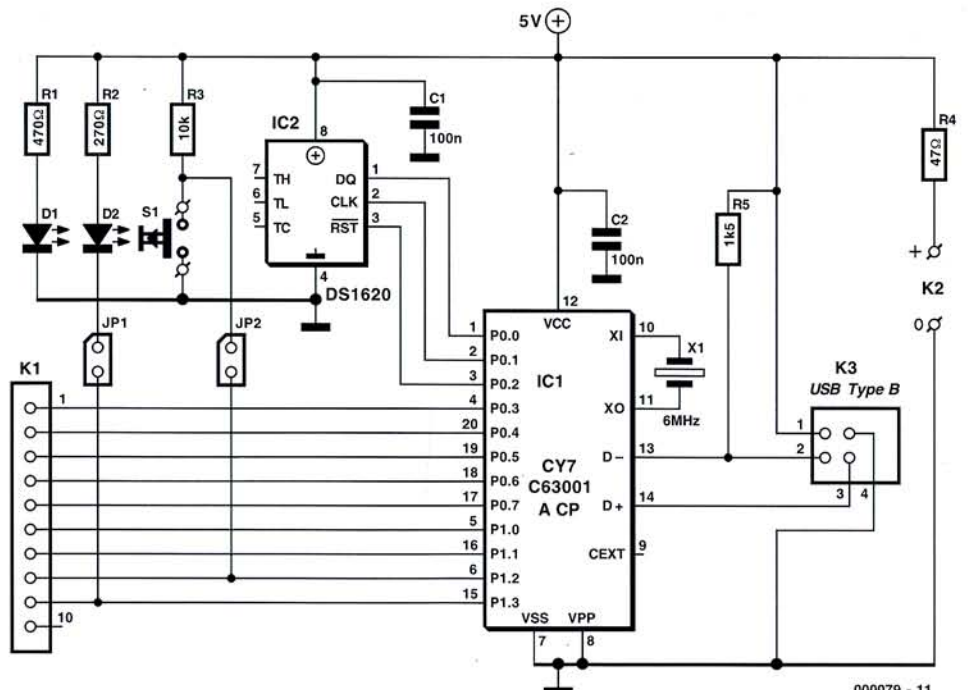 5V
R1
470Ω
R2
270Ω
R3
10k
C1
100n
IC2
8
7 TH DQ 1
6 TL CLK 2
5 TC RST 3
4
DS1620
D1
D2
S1
R4
47Ω
R5
1k5
C2
100n
+
K2
0
JP1
JP2
K1
1
10
12
VCC
IC1
CY7
C63001
A CP
1 P0.0
2 P0.1
3 P0.2
4 P0.3
20 P0.4
19 P0.5
18 P0.6
17 P0.7
5 P1.0
16 P1.1
6 P1.2
15 P1.3
XI 10
XO 11
D- 13
D+ 14
CEXT 9
VSS VPP
7 8
X1
6MHz
K3
USB Type B
1
2
3 4
000079 - 11